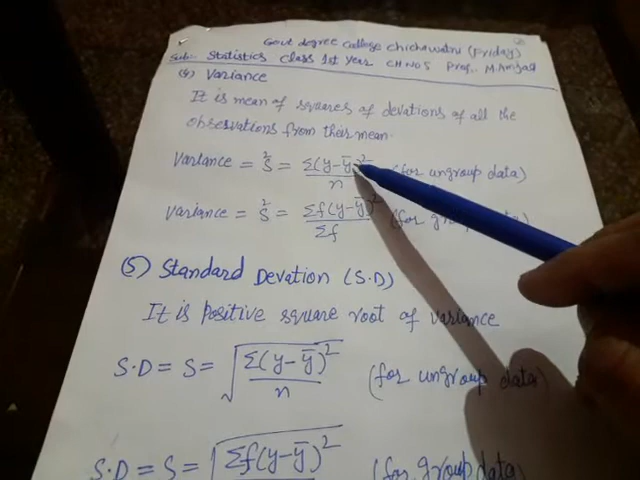 Govt degree College Chichawatni (Friday)
Sub:- Statistics Class 1st Year CH NO5 Prof. M. Amjad
(4) Variance
It is mean of squares of devations of all the
observations from their mean.
Variance = S² = Σ(y-ȳ)²/n (for ungroup data)
Variance = S² = Σf(y-ȳ)²/Σf (for group data)
(5) Standard Devation (S.D)
It is positive square root of variance
S.D = S = √(Σ(y-ȳ)²/n) (for ungroup data)
S.D = S = √Σf(y-ȳ)² (for group data)